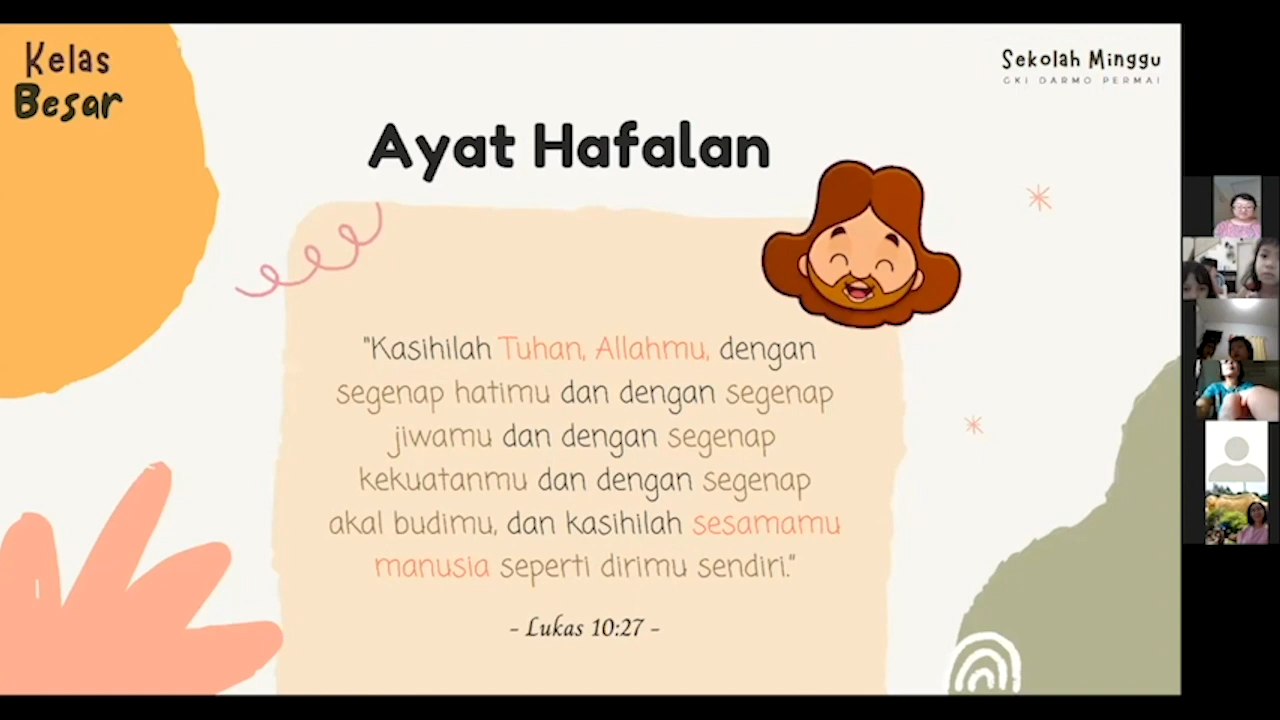 Kelas
Besar
Sekolah Minggu
GKI DARMO PERMAI
Ayat Hafalan
"Kasihilah Tuhan, Allahmu, dengan
segenap hatimu dan dengan segenap
jiwamu dan dengan segenap
kekuatanmu dan dengan segenap
akal budimu, dan kasihilah sesamamu
manusia seperti dirimu sendiri."
- Lukas 10:27 -